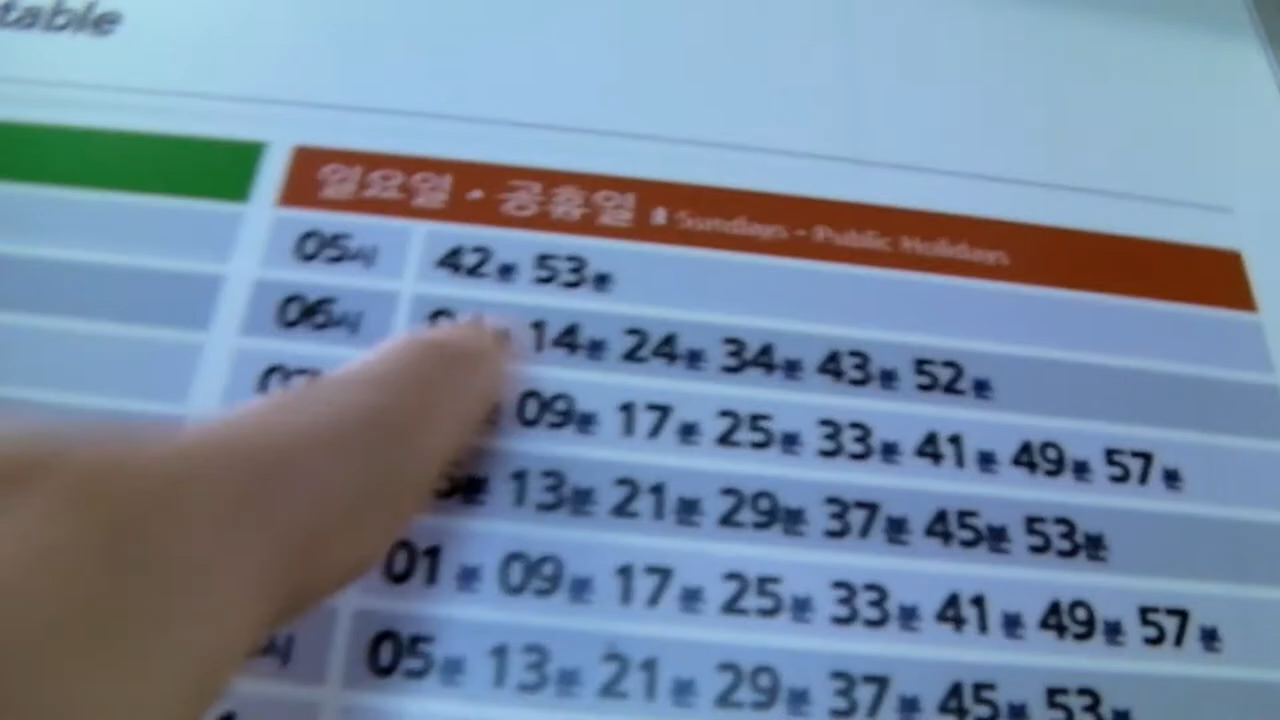 table
일요일 · 공휴일 : Sundays · Public Holidays
05시 42분 53분
06시 14분 24분 34분 43분 52분
09분 17분 25분 33분 41분 49분 57분
13분 21분 29분 37분 45분 53분
01분 09분 17분 25분 33분 41분 49분 57분
시 05분 13분 21분 29분 37분 45분 53분